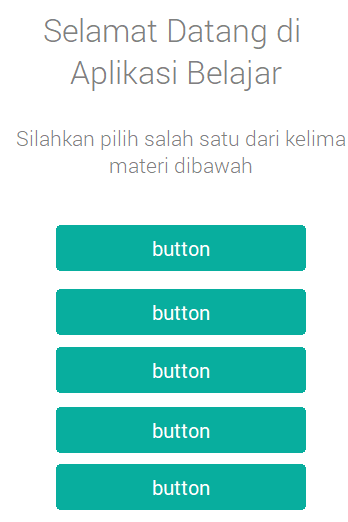 Selamat Datang di
Aplikasi Belajar
Silahkan pilih salah satu dari kelima
materi dibawah
button
button
button
button
button